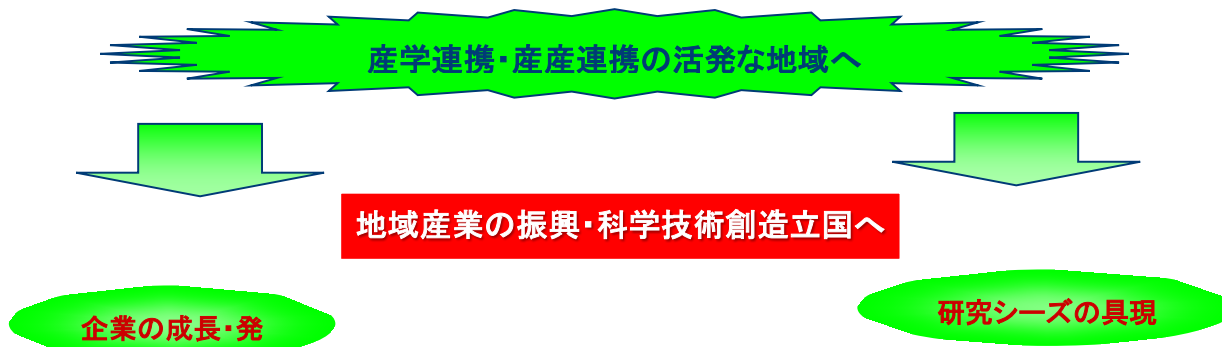 産学連携・産産連携の活発な地域へ
地域産業の振興・科学技術創造立国へ
研究シーズの具現
企業の成長・発